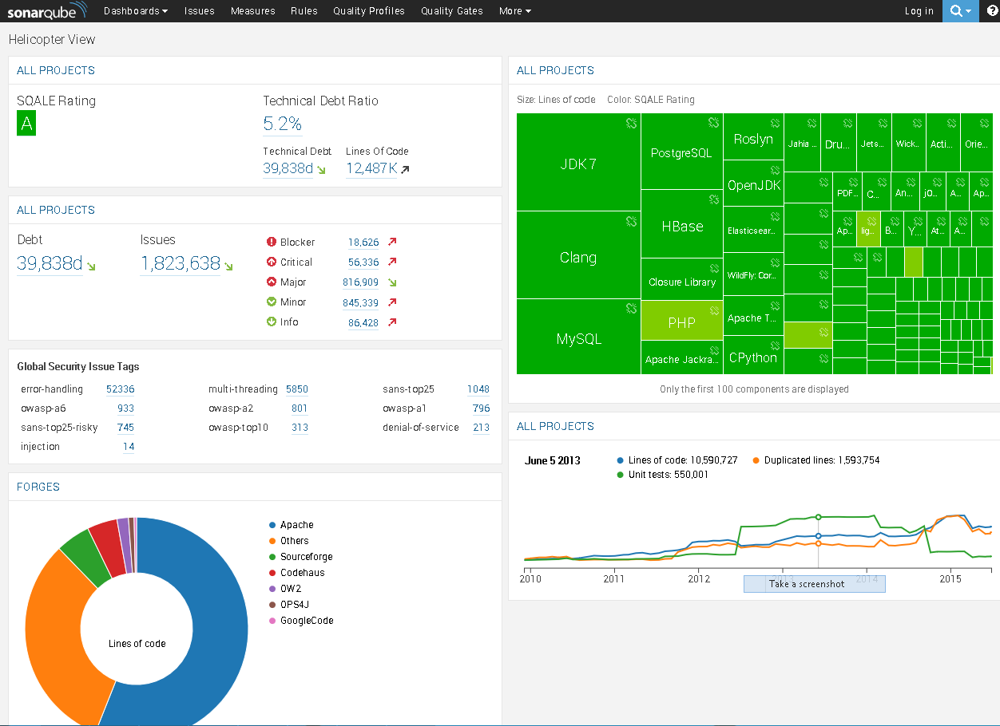 sonarqube Dashboards Issues Measures Rules Quality Profiles Quality Gates More Log in ?
Helicopter View
ALL PROJECTS
SQALE Rating
A
Technical Debt Ratio
5.2%
Technical Debt Lines Of Code
39,838d 12,487K
ALL PROJECTS
Debt Issues
39,838d 1,823,638
Blocker 18,626
Critical 56,336
Major 816,909
Minor 845,339
Info 86,428
Global Security Issue Tags
error-handling 52336 multi-threading 5850 sans-top25 1048
owasp-a6 933 owasp-a2 801 owasp-a1 796
sans-top25-risky 745 owasp-top10 313 denial-of-service 213
injection 14
FORGES
Lines of code
Apache
Others
Sourceforge
Codehaus
OW2
OPS4J
GoogleCode
ALL PROJECTS
Size: Lines of code Color: SQALE Rating
JDK 7
Clang
MySQL
PostgreSQL
HBase
Closure Library
PHP
Apache Jackra...
Roslyn
OpenJDK
Elasticsear...
WildFly: Cor...
Apache T...
CPython
Jahia ... Dru... Jets... Wick... Acti... Orie...
PDF... C... An... jO... A... Ap...
Ap... lig... B... Y... At... A...
Only the first 100 components are displayed
ALL PROJECTS
June 5 2013 Lines of code: 10,590,727 Duplicated lines: 1,593,754
Unit tests: 550,001
2010 2011 2012 2013 2014 2015
Take a screenshot